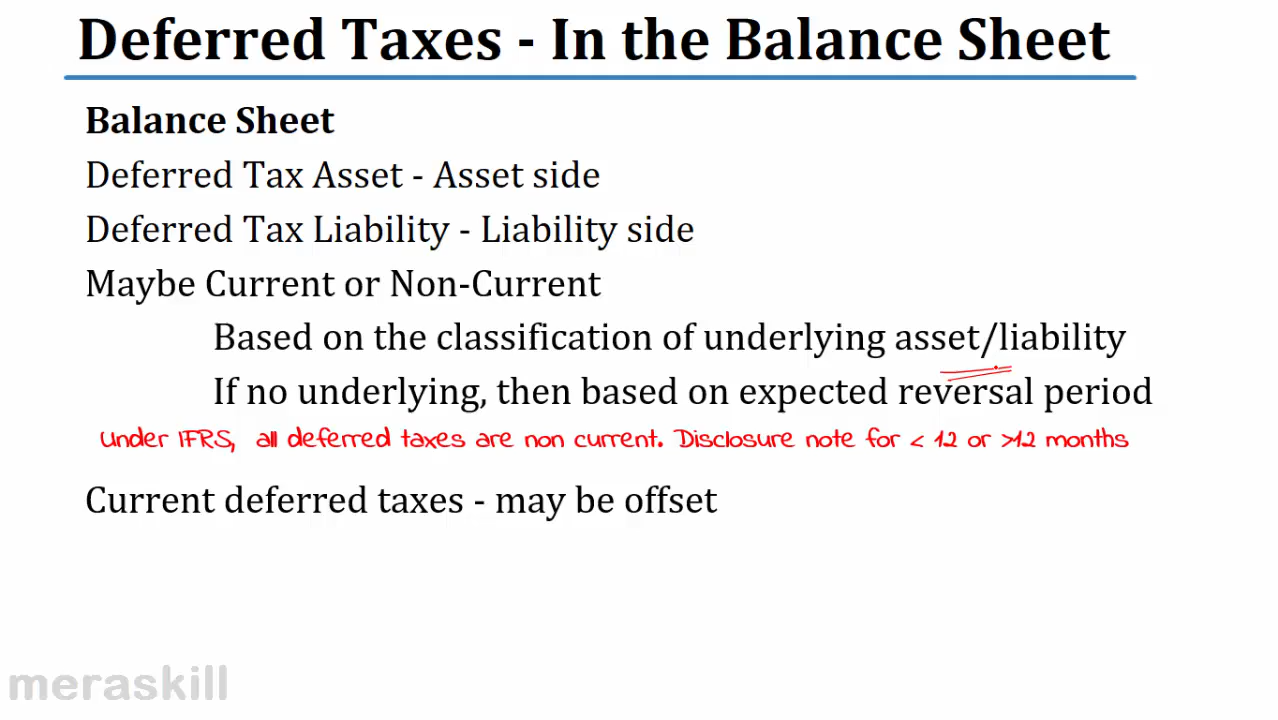 Deferred Taxes - In the Balance Sheet
Balance Sheet
Deferred Tax Asset - Asset side
Deferred Tax Liability - Liability side
Maybe Current or Non-Current
Based on the classification of underlying asset/liability
If no underlying, then based on expected reversal period
Under IFRS, all deferred taxes are non current. Disclosure note for < 12 or >12 months
Current deferred taxes - may be offset
meraskill